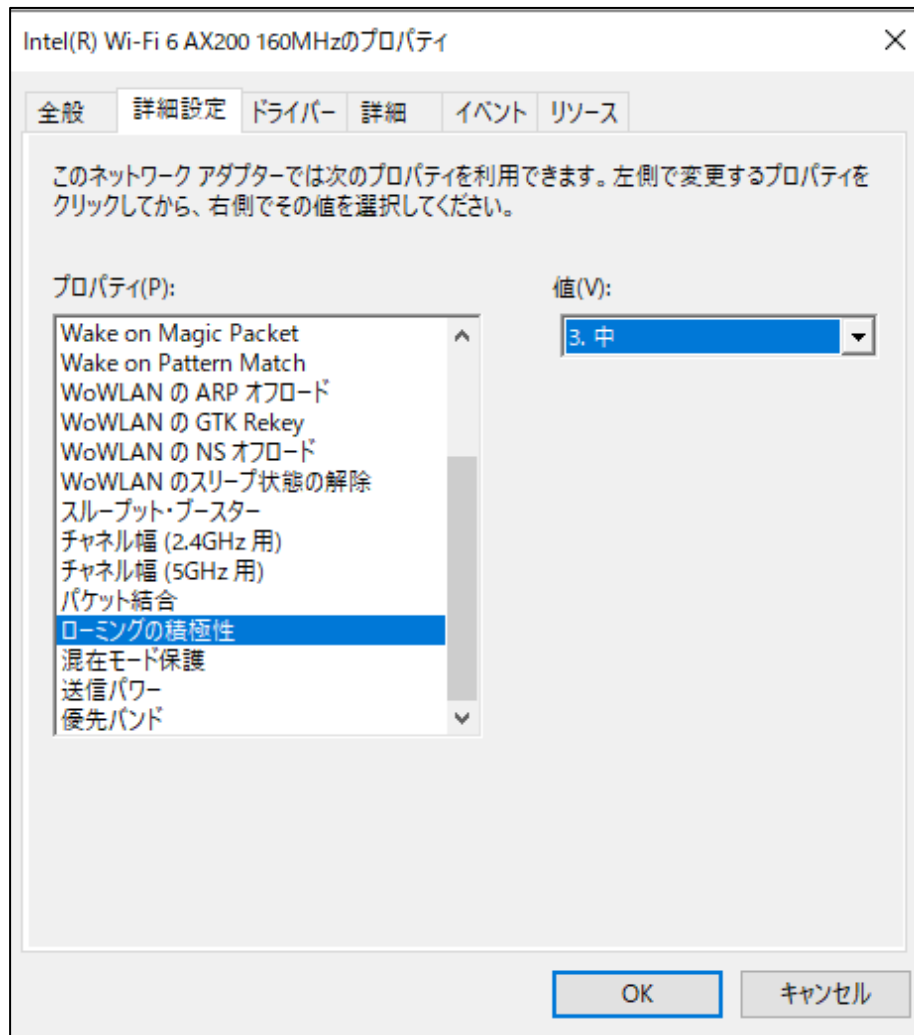 Intel(R) Wi-Fi 6 AX200 160MHzのプロパティ
全般 詳細設定 ドライバー 詳細 イベント リソース
このネットワーク アダプターでは次のプロパティを利用できます。左側で変更するプロパティを
クリックしてから、右側でその値を選択してください。
プロパティ(P):
値(V):
Wake on Magic Packet
Wake on Pattern Match
WoWLAN の ARP オフロード
WoWLAN の GTK Rekey
WoWLAN の NS オフロード
WoWLAN のスリープ状態の解除
スループット・ブースター
チャネル幅 (2.4GHz 用)
チャネル幅 (5GHz 用)
パケット結合
ローミングの積極性
混在モード保護
送信パワー
優先バンド
3. 中
OK
キャンセル